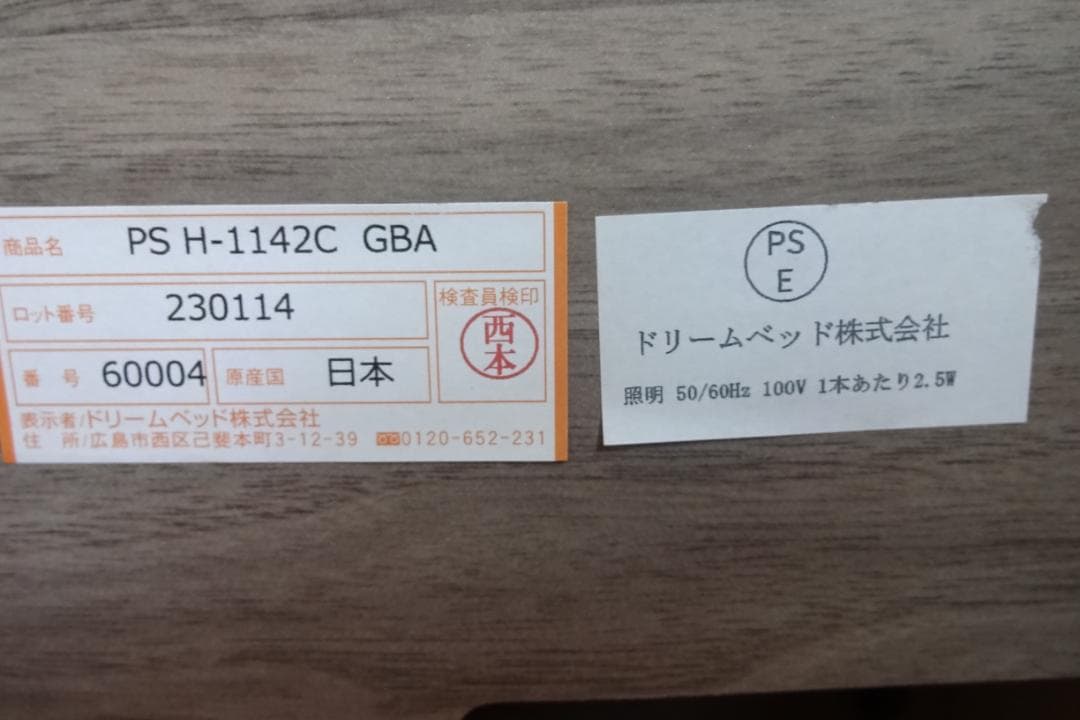 商品名 PS H-1142C GBA
ロット番号 230114
検査員検印
西本
番 号 60004 原産国 日本
表示者/ドリームベッド株式会社
住 所/広島市西区己斐本町3-12-39 0120-652-231
PS
E
ドリームベッド株式会社
照明 50/60Hz 100V 1本あたり2.5W